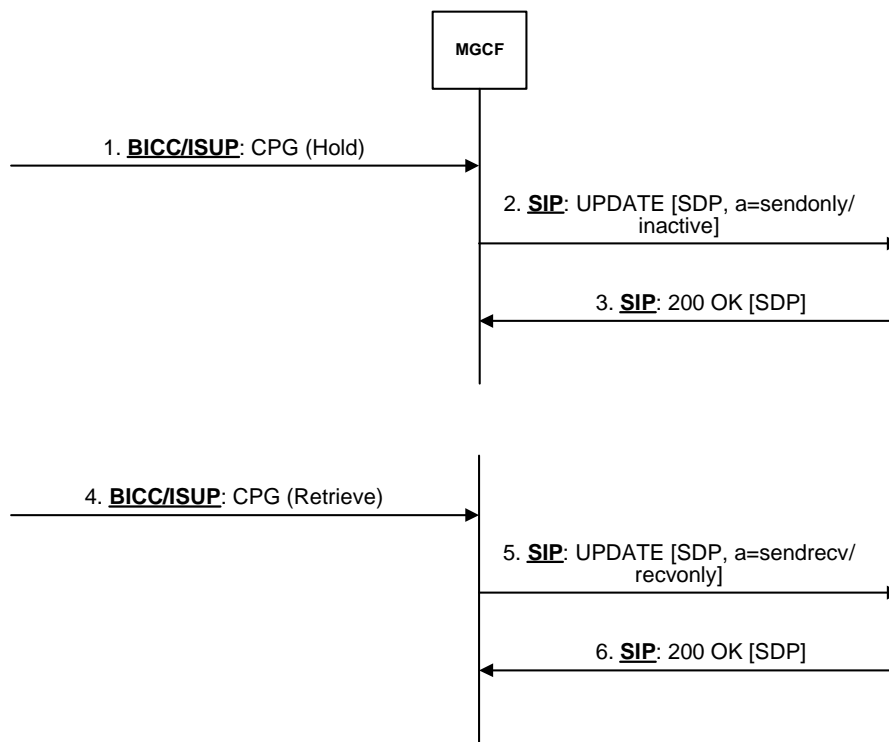 MGCF
1. BICC/ISUP: CPG (Hold)
2. SIP: UPDATE [SDP, a=sendonly/
inactive]
3. SIP: 200 OK [SDP]
4. BICC/ISUP: CPG (Retrieve)
5. SIP: UPDATE [SDP, a=sendrecv/
recvonly]
6. SIP: 200 OK [SDP]